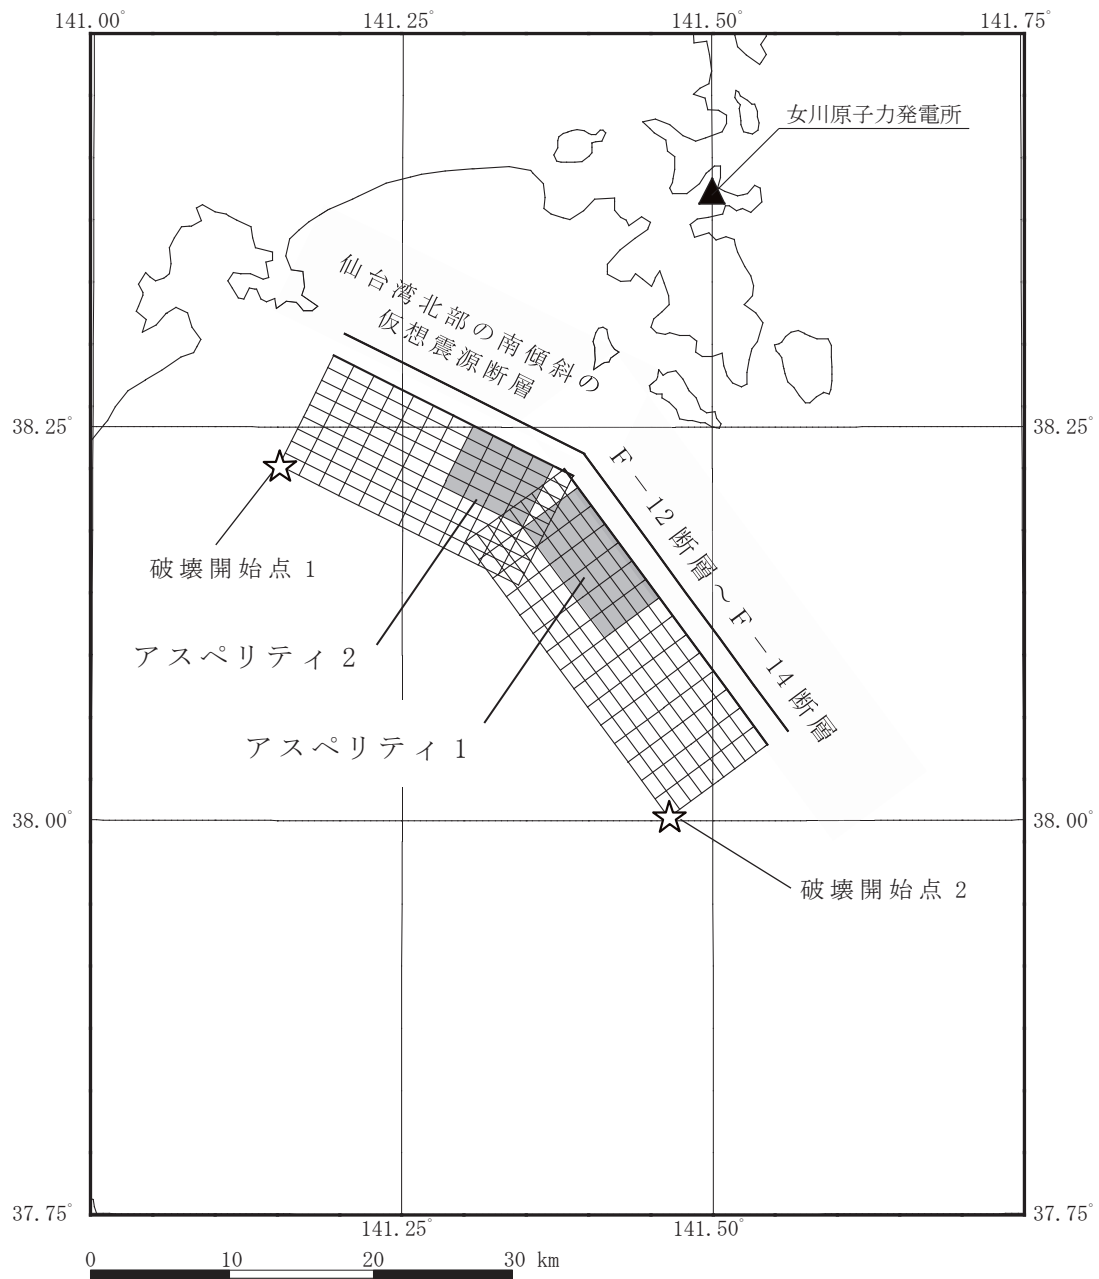 141.00°
141.25°
141.50°
141.75°
女川原子力発電所
仙台湾北部の南傾斜の
仮想震源断層
38.25°
38.25°
F－12断層～F－14断層
破壊開始点1
アスペリティ2
アスペリティ1
38.00°
38.00°
破壊開始点2
37.75°
37.75°
141.25°
141.50°
0
10
20
30 km